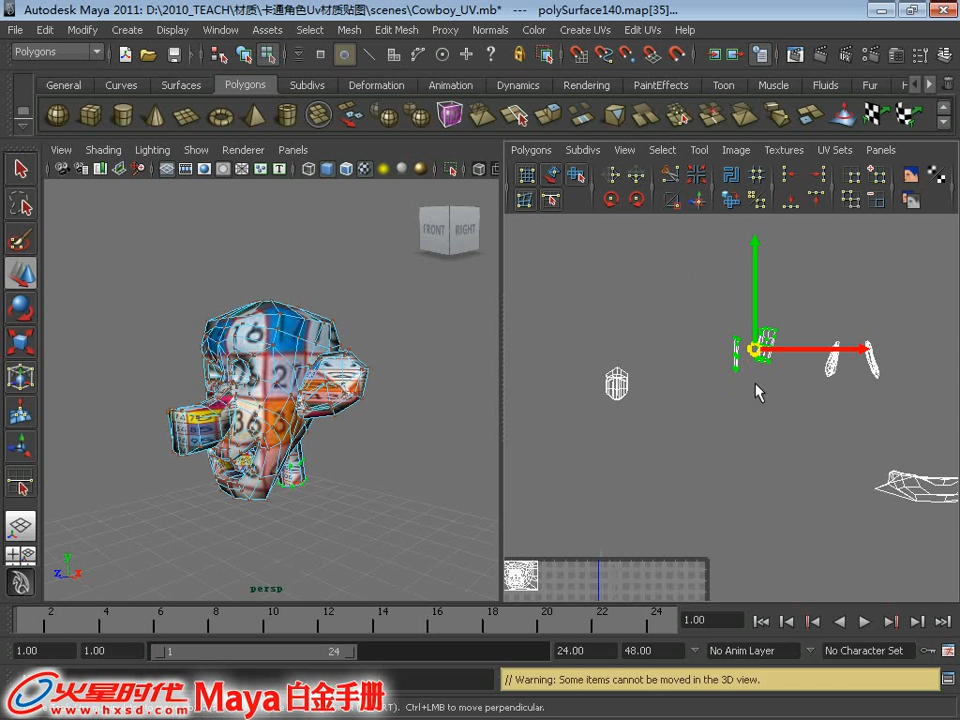 Autodesk Maya 2011: D:\2010_TEACH\材质\卡通角色Uv材质贴图\scenes\Cowboy_UV.mb* --- polySurface140.map[35]...
File Edit Modify Create Display Window Assets Select Mesh Edit Mesh Proxy Normals Color Create UVs Edit UVs Help
Polygons
General Curves Surfaces Polygons Subdivs Deformation Animation Dynamics Rendering PaintEffects Toon Muscle Fluids Fur
View Shading Lighting Show Renderer Panels
Polygons Subdivs View Select Tool Image Textures UV Sets Panels
FRONT RIGHT
16
27
36 3
y
z x
persp
2 4 6 8 10 12 14 16 18 20 22 24
1.00
1.00 1.00 1 24 24.00 48.00 No Anim Layer No Character Set
// Warning: Some items cannot be moved in the 3D view.
火星时代 Maya 白金手册
www.hxsd.com
Ctrl+LMB to move perpendicular.